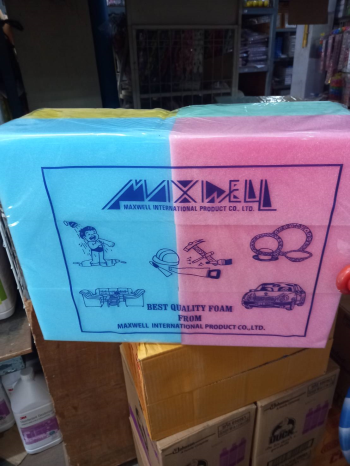 MAXWELL
MAXWELL INTERNATIONAL PRODUCT CO., LTD.
BEST QUALITY FOAM
FROM
MAXWELL INTERNATIONAL PRODUCT CO.,LTD.